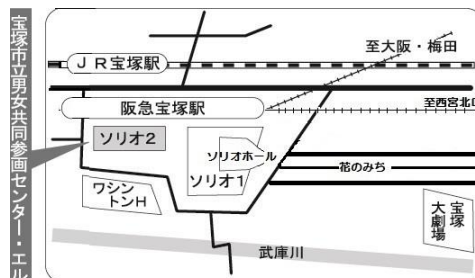 宝塚市立男女共同参画センター・エル
JR宝塚駅
至大阪・梅田
阪急宝塚駅
至西宮北口
ソリオ2
ソリオホール
ソリオ1
花のみち
ワシン
トンH
宝塚
大劇場
武庫川